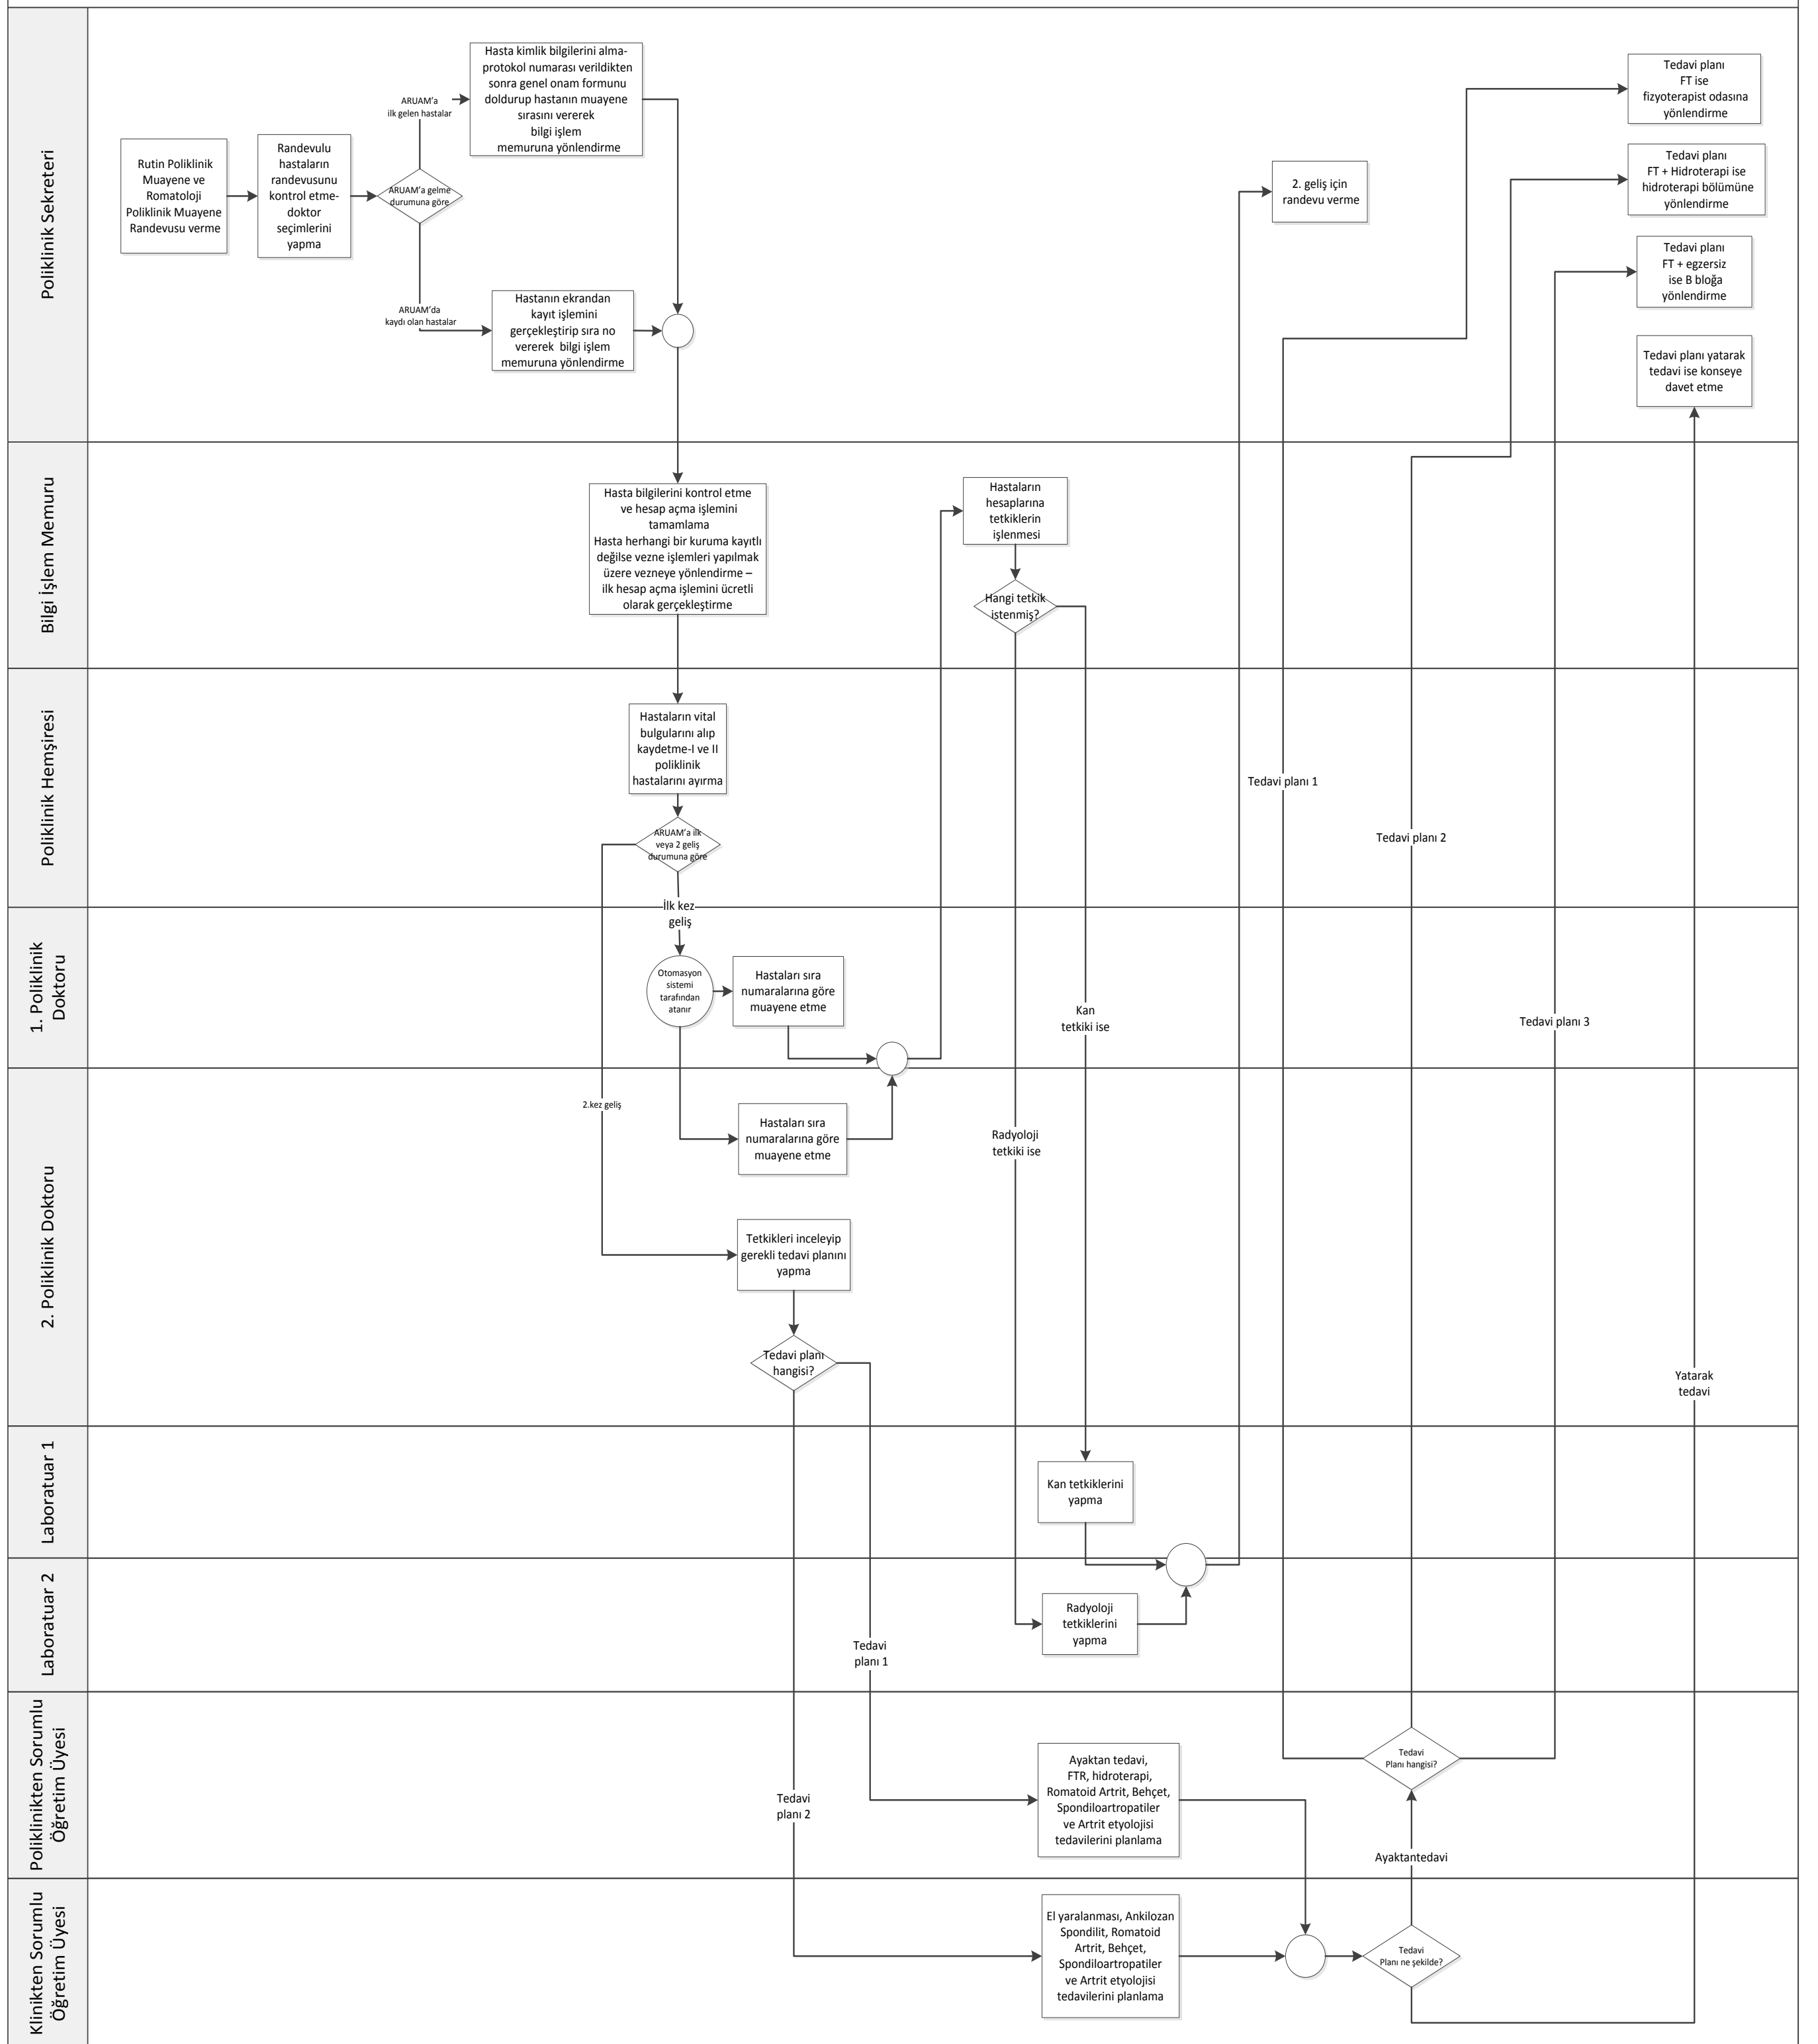 Poliklinik Sekreteri
Rutin Poliklinik
Muayene ve
Romatoloji
Poliklinik Muayene
Randevusu verme
Randevulu
hastaların
randevusunu
kontrol etme-
doktor
seçimlerini
yapma
ARUAM'a gelme
durumuna göre
ARUAM'a
ilk gelen hastalar
Hasta kimlik bilgilerini alma-
protokol numarası verildikten
sonra genel onam formunu
doldurup hastanın muayene
sırasını vererek
bilgi işlem
memuruna yönlendirme
ARUAM'da
kaydı olan hastalar
Hastanın ekrandan
kayıt işlemini
gerçekleştirip sıra no
vererek bilgi işlem
memuruna yönlendirme
2. geliş için
randevu verme
Tedavi planı
FT ise
fizyoterapist odasına
yönlendirme
Tedavi planı
FT + Hidroterapi ise
hidroterapi bölümüne
yönlendirme
Tedavi planı
FT + egzersiz
ise B bloğa
yönlendirme
Tedavi planı yatarak
tedavi ise konseye
davet etme
Bilgi İşlem Memuru
Hasta bilgilerini kontrol etme
ve hesap açma işlemini
tamamlama
Hasta herhangi bir kuruma kayıtlı
değilse vezne işlemleri yapılmak
üzere vezneye yönlendirme –
ilk hesap açma işlemini ücretli
olarak gerçekleştirme
Hastaların
hesaplarına
tetkiklerin
işlenmesi
Hangi tetkik
istenmiş?
Poliklinik Hemşiresi
Hastaların vital
bulgularını alıp
kaydetme-I ve II
poliklinik
hastalarını ayırma
ARUAM'a ilk
veya 2 geliş
durumuna göre
İlk kez
geliş
Tedavi planı 1
Tedavi planı 2
1. Poliklinik
Doktoru
Otomasyon
sistemi
tarafından
atanır
Hastaları sıra
numaralarına göre
muayene etme
Kan
tetkiki ise
Tedavi planı 3
2. Poliklinik Doktoru
2.kez geliş
Hastaları sıra
numaralarına göre
muayene etme
Radyoloji
tetkiki ise
Tetkikleri inceleyip
gerekli tedavi planını
yapma
Tedavi planı
hangisi?
Yatarak
tedavi
Laboratuar 1
Kan tetkiklerini
yapma
Laboratuar 2
Radyoloji
tetkiklerini
yapma
Tedavi
planı 1
Poliklinikten Sorumlu
Öğretim Üyesi
Tedavi
planı 2
Ayaktan tedavi,
FTR, hidroterapi,
Romatoid Artrit, Behçet,
Spondiloartropatiler
ve Artrit etyolojisi
tedavilerini planlama
Tedavi
Planı hangisi?
Ayaktantedavi
Klinikten Sorumlu
Öğretim Üyesi
El yaralanması, Ankilozan
Spondilit, Romatoid
Artrit, Behçet,
Spondiloartropatiler
ve Artrit etyolojisi
tedavilerini planlama
Tedavi
Planı ne şekilde?